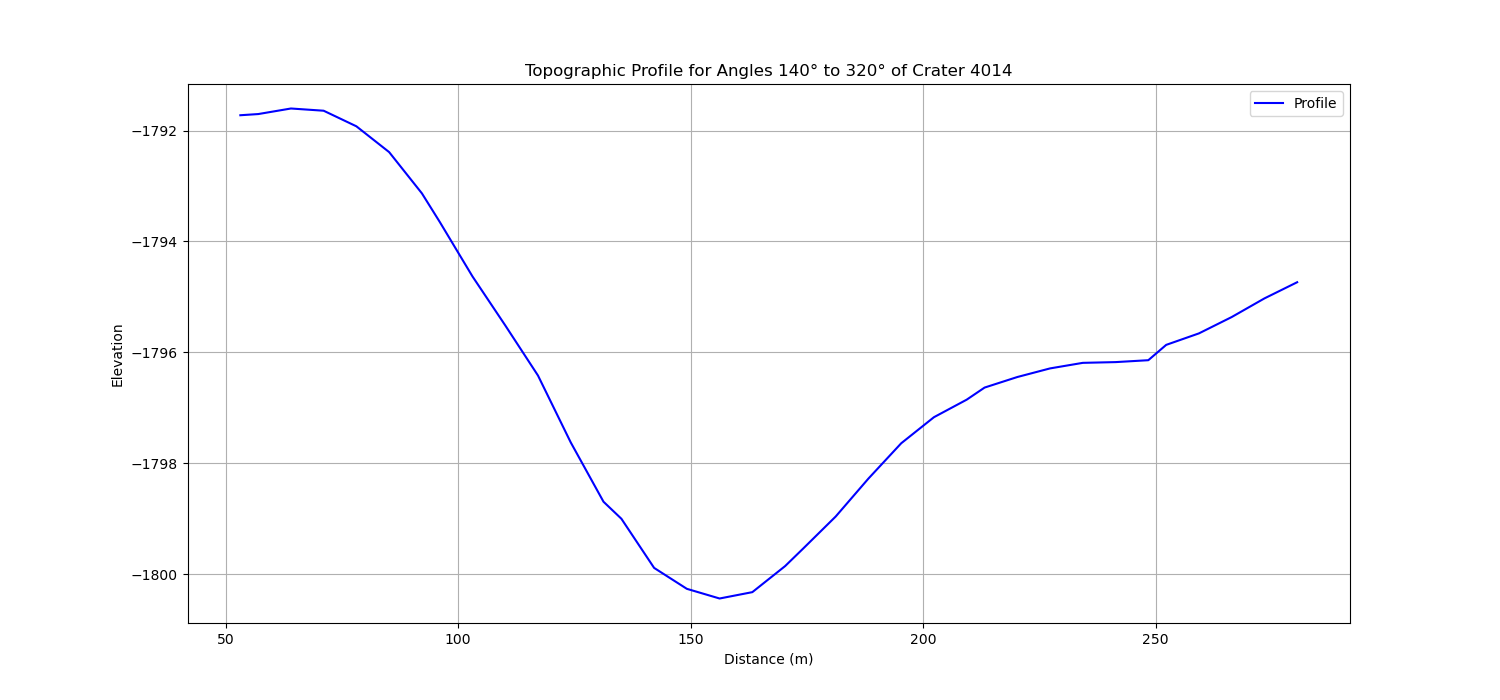 Topographic Profile for Angles 140° to 320° of Crater 4014
Profile
−1792
−1794
−1796
−1798
−1800
Elevation
50 100 150 200 250
Distance (m)